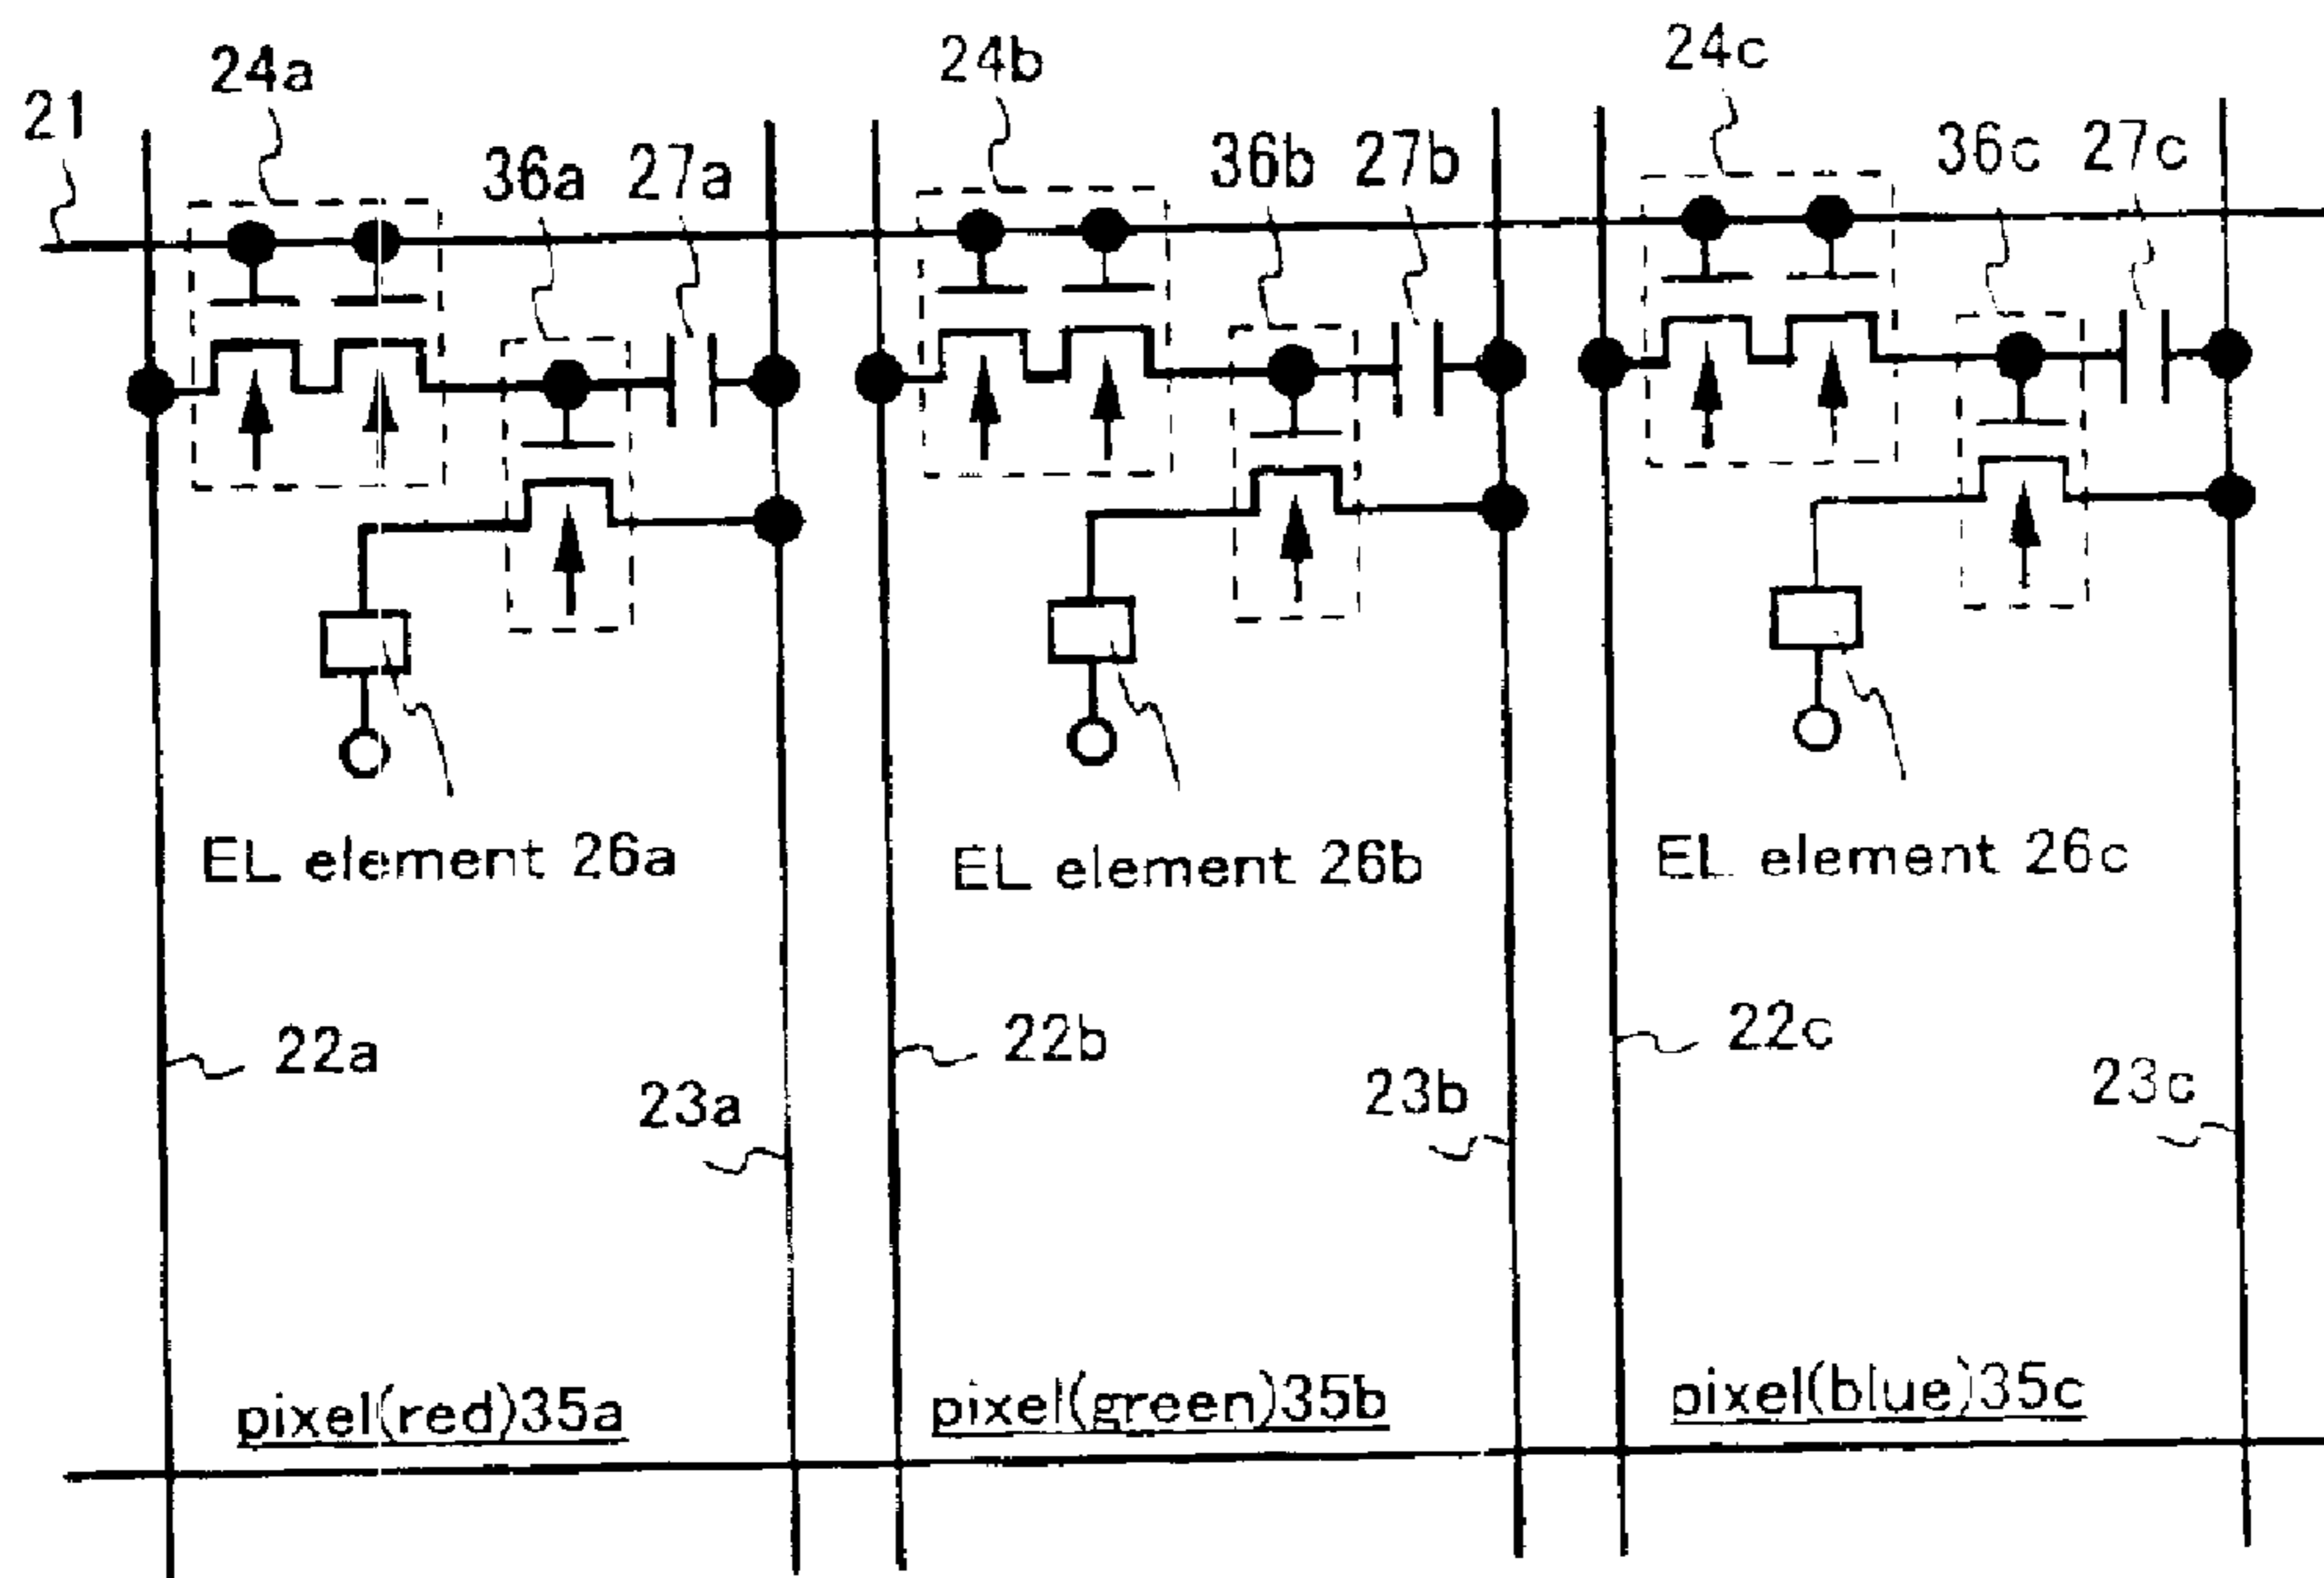 21
24a
36a
27a
24b
36b
27b
24c
36c
27c
EL element 26a
EL element 26b
EL element 26c
22a
23a
22b
23b
22c
23c
pixel(red)35a
pixel(green)35b
pixel(blue)35c